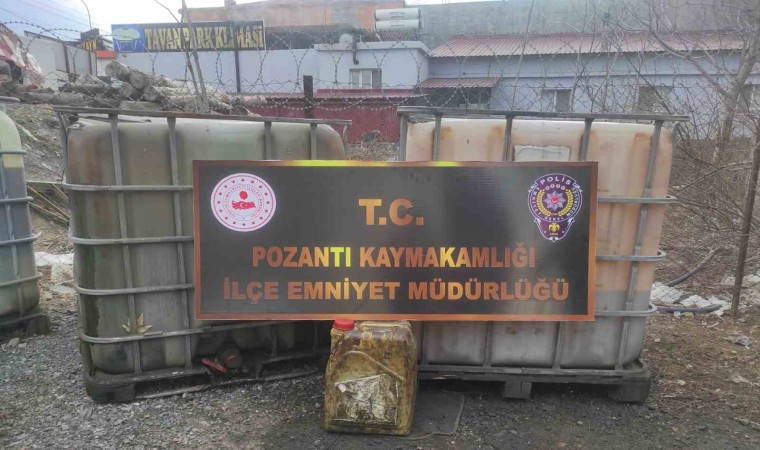 TAVAN PARK
T.C.
POZANTI KAYMAKAMLIĞI
İLÇE EMNİYET MÜDÜRLÜĞÜ
POLİS